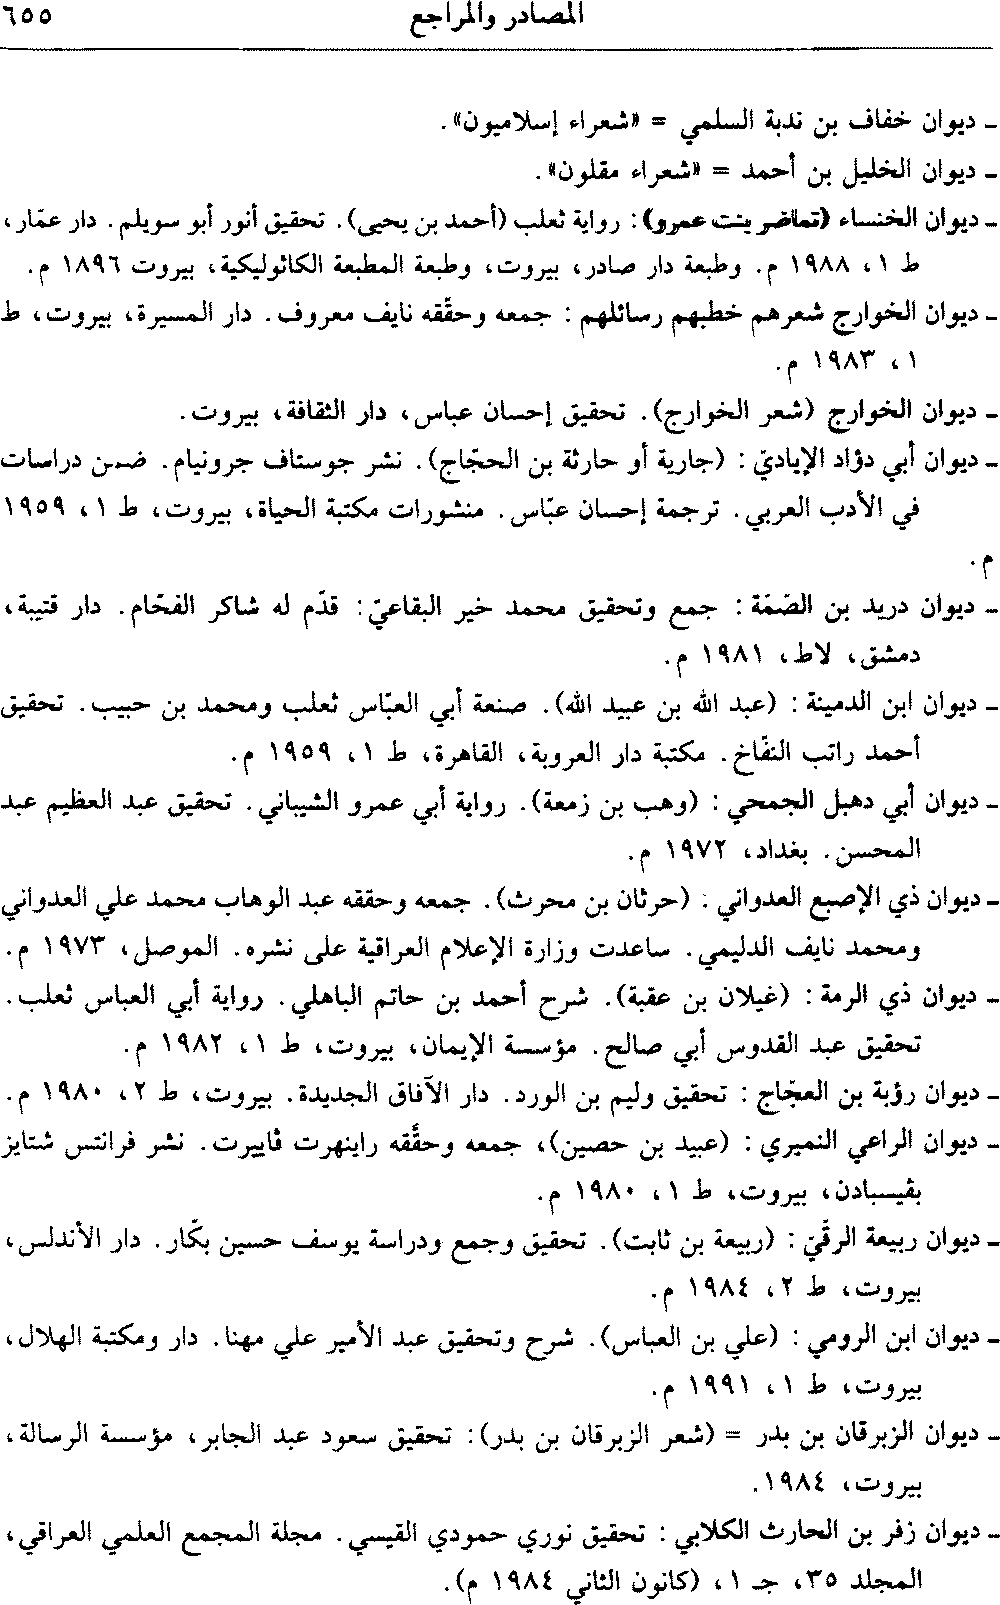 المصادر والمراجع ٦٥٥
- ديوان خفاف بن ندبة السلمي = «شعراء إسلاميون».
- ديوان الخليل بن أحمد = «شعراء مقلون».
- ديوان الخنساء (تماضر بنت عمرو): رواية ثعلب (أحمد بن يحيى). تحقيق أنور أبو سويلم. دار عمّار،
ط ١، ١٩٨٨ م. وطبعة دار صادر، بيروت، وطبعة المطبعة الكاثوليكية، بيروت ١٨٩٦ م.
- ديوان الخوارج شعرهم خطبهم رسائلهم: جمعه وحقّقه نايف معروف. دار المسيرة، بيروت، ط
١، ١٩٨٣ م.
- ديوان الخوارج (شعر الخوارج). تحقيق إحسان عباس، دار الثقافة، بيروت.
- ديوان أبي دؤاد الإياديّ: (جارية أو حارثة بن الحجّاج). نشر جوستاف جرونيام. ضمن دراسات
في الأدب العربي. ترجمة إحسان عبّاس. منشورات مكتبة الحياة، بيروت، ط ١، ١٩٥٩
م.
- ديوان دريد بن الصّمّة: جمع وتحقيق محمد خير البقاعيّ: قدّم له شاكر الفحّام. دار قتيبة،
دمشق، لاط، ١٩٨١ م.
- ديوان ابن الدمينة: (عبد الله بن عبيد الله). صنعة أبي العبّاس ثعلب ومحمد بن حبيب. تحقيق
أحمد راتب النفّاخ. مكتبة دار العروبة، القاهرة، ط ١، ١٩٥٩ م.
- ديوان أبي دهبل الجمحي: (وهب بن زمعة). رواية أبي عمرو الشيباني. تحقيق عبد العظيم عبد
المحسن. بغداد، ١٩٧٢ م.
- ديوان ذي الإصبع العدواني: (حرثان بن محرث). جمعه وحققه عبد الوهاب محمد علي العدواني
ومحمد نايف الدليمي. ساعدت وزارة الإعلام العراقية على نشره. الموصل، ١٩٧٣ م.
- ديوان ذي الرمة: (غيلان بن عقبة). شرح أحمد بن حاتم الباهلي. رواية أبي العباس ثعلب.
تحقيق عبد القدوس أبي صالح. مؤسسة الإيمان، بيروت، ط ١، ١٩٨٢ م.
- ديوان رؤبة بن العجّاج: تحقيق وليم بن الورد. دار الآفاق الجديدة. بيروت، ط ٢، ١٩٨٠ م.
- ديوان الراعي النميري: (عبيد بن حصين)، جمعه وحقّقه راينهرت ڤاييرت. نشر فرانتس شتايز
بڤيسبادن، بيروت، ط ١، ١٩٨٠ م.
- ديوان ربيعة الرقّيّ: (ربيعة بن ثابت). تحقيق وجمع ودراسة يوسف حسين بكّار. دار الأندلس،
بيروت، ط ٢، ١٩٨٤ م.
- ديوان ابن الرومي: (علي بن العباس). شرح وتحقيق عبد الأمير علي مهنا. دار ومكتبة الهلال،
بيروت، ط ١، ١٩٩١ م.
- ديوان الزبرقان بن بدر = (شعر الزبرقان بن بدر): تحقيق سعود عبد الجابر، مؤسسة الرسالة،
بيروت، ١٩٨٤.
- ديوان زفر بن الحارث الكلابي: تحقيق نوري حمودي القيسي. مجلة المجمع العلمي العراقي،
المجلد ٣٥، جـ ١، (كانون الثاني ١٩٨٤ م).